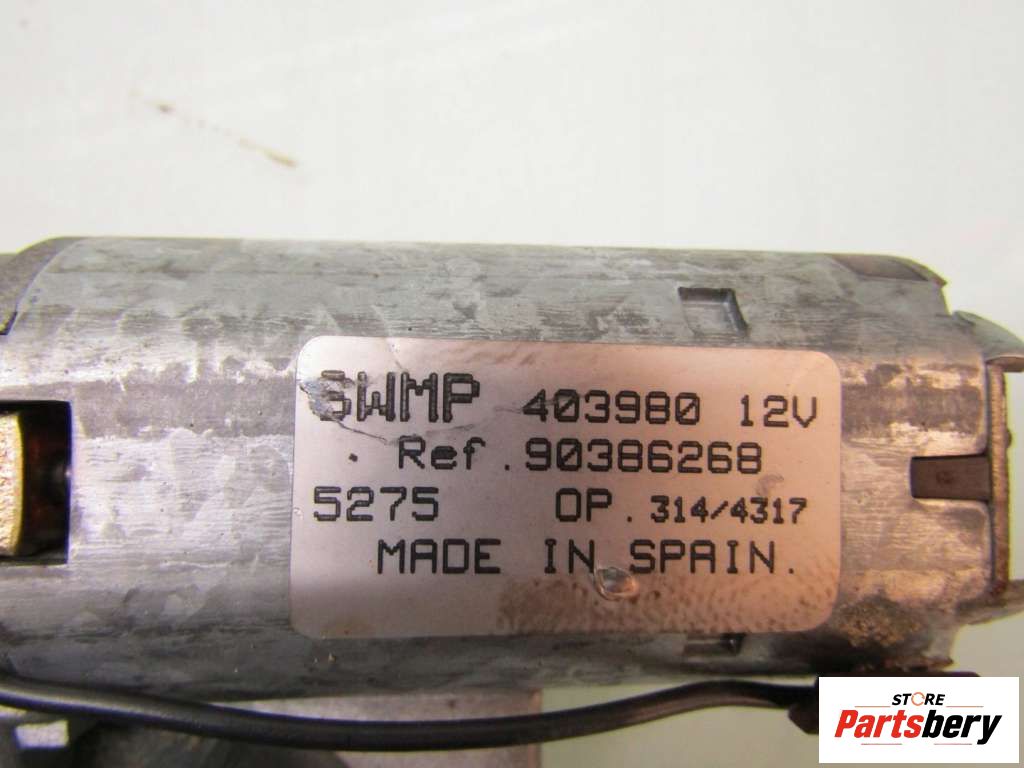 SWMP 403980 12V
Ref.90386268
5275 OP. 314/4317
MADE IN SPAIN.
STORE
Partsbery